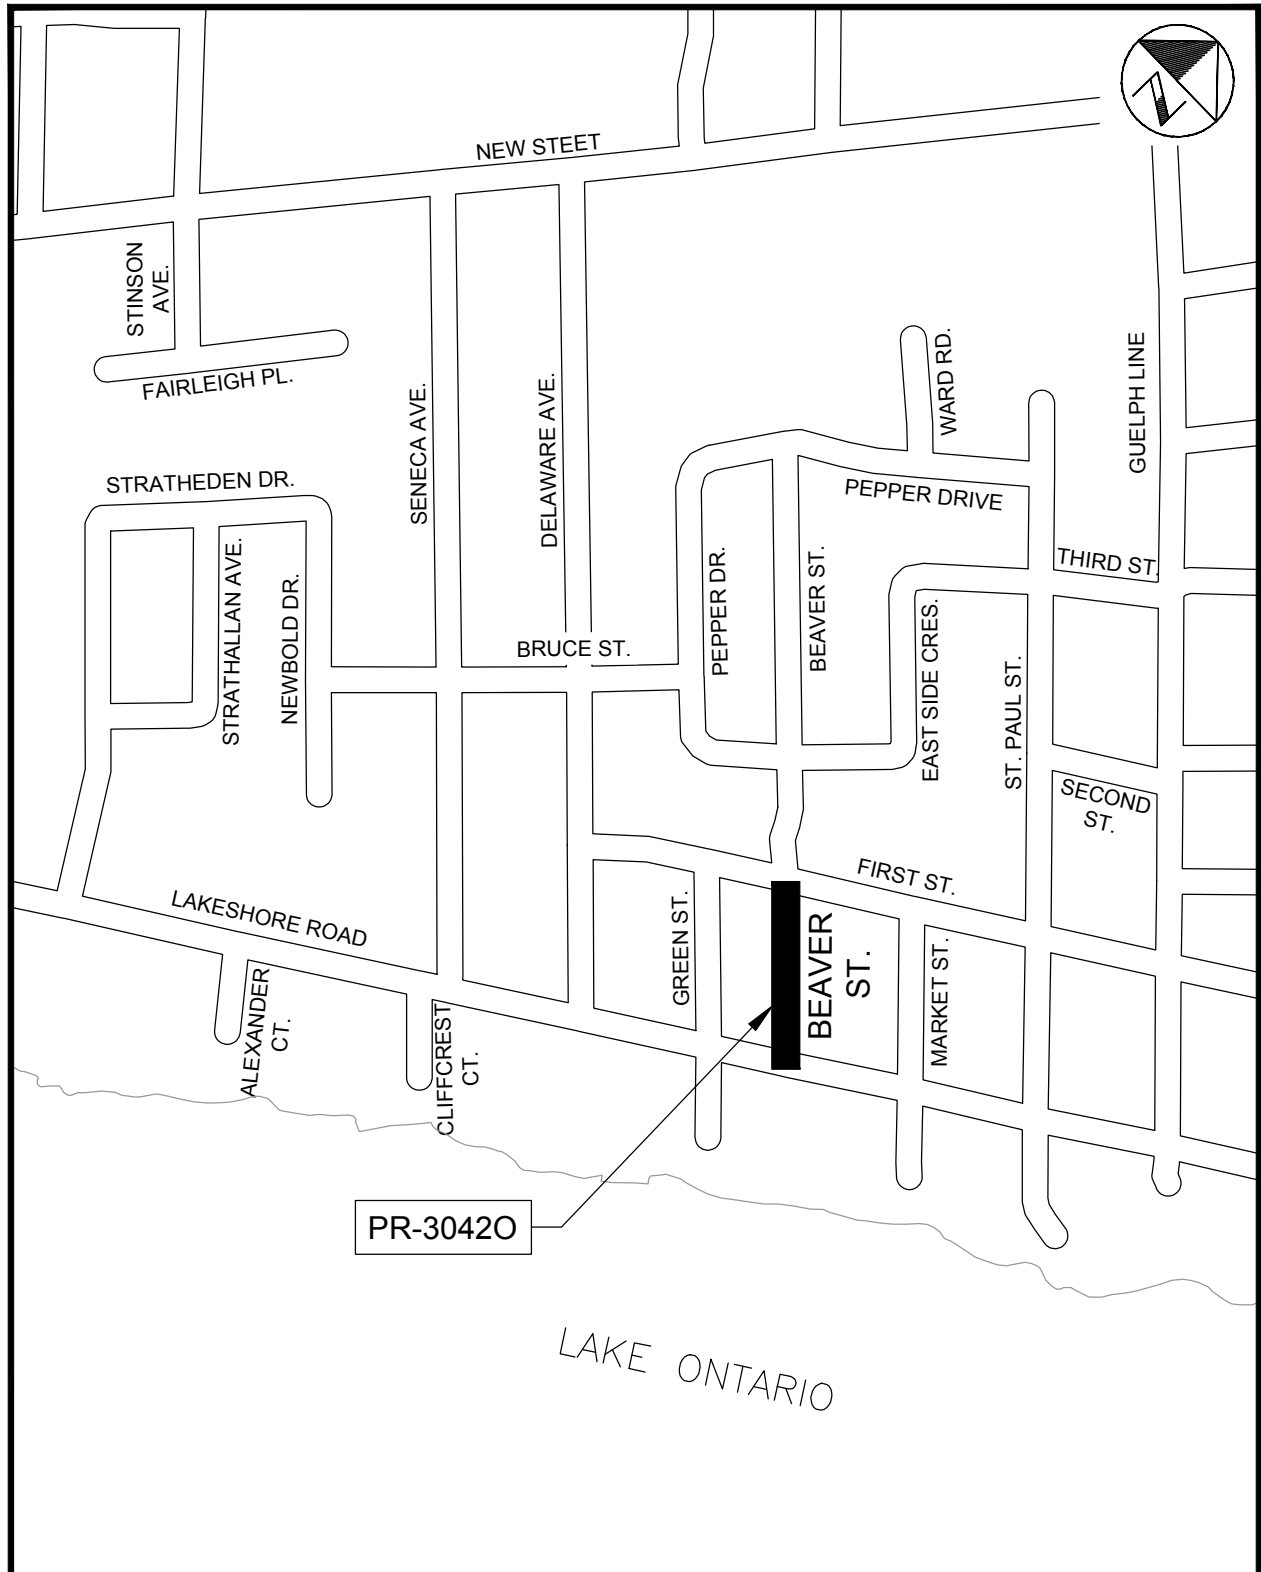 NEW STEET
STINSON
AVE.
FAIRLEIGH PL.
SENECA AVE.
DELAWARE AVE.
WARD RD.
GUELPH LINE
STRATHEDEN DR.
PEPPER DRIVE
THIRD ST.
STRATHALLAN AVE.
NEWBOLD DR.
BRUCE ST.
PEPPER DR.
BEAVER ST.
EAST SIDE CRES.
ST. PAUL ST.
SECOND
ST.
FIRST ST.
LAKESHORE ROAD
GREEN ST.
BEAVER
ST.
MARKET ST.
ALEXANDER
CT.
CLIFFCREST
CT.
PR-3042O
LAKE ONTARIO
N